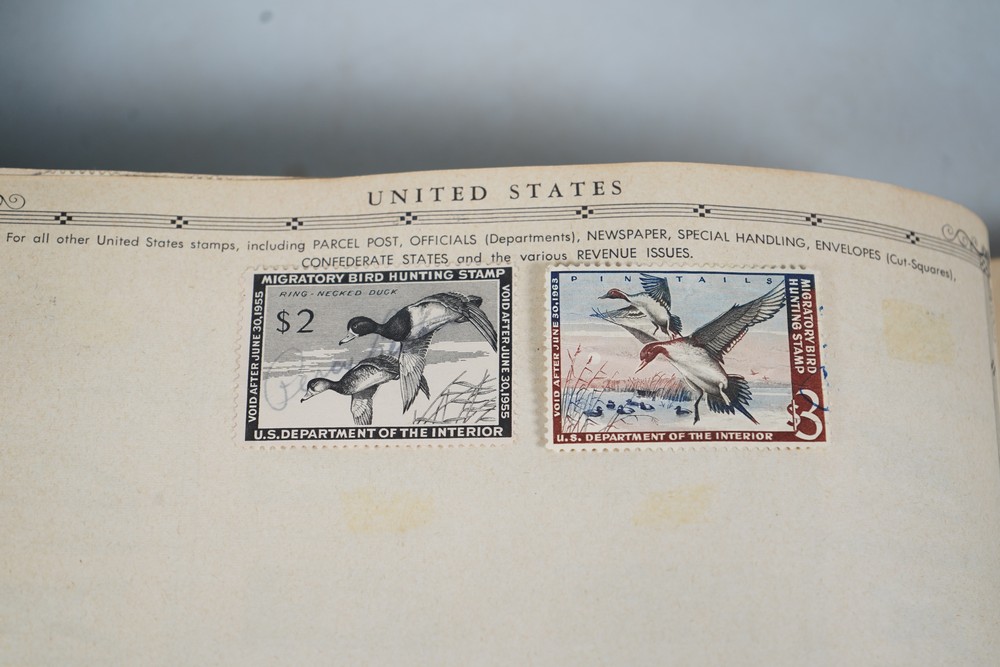 UNITED STATES
For all other United States stamps, including PARCEL POST, OFFICIALS (Departments), NEWSPAPER, SPECIAL HANDLING, ENVELOPES (Cut-Squares),
CONFEDERATE STATES and the various REVENUE ISSUES.
MIGRATORY BIRD HUNTING STAMP
RING-NECKED DUCK
$2
VOID AFTER JUNE 30,1955
VOID AFTER JUNE 30,1955
U.S. DEPARTMENT OF THE INTERIOR
PINTAILS
VOID AFTER JUNE 30,1963
MIGRATORY BIRD
HUNTING STAMP
$3
U.S. DEPARTMENT OF THE INTERIOR